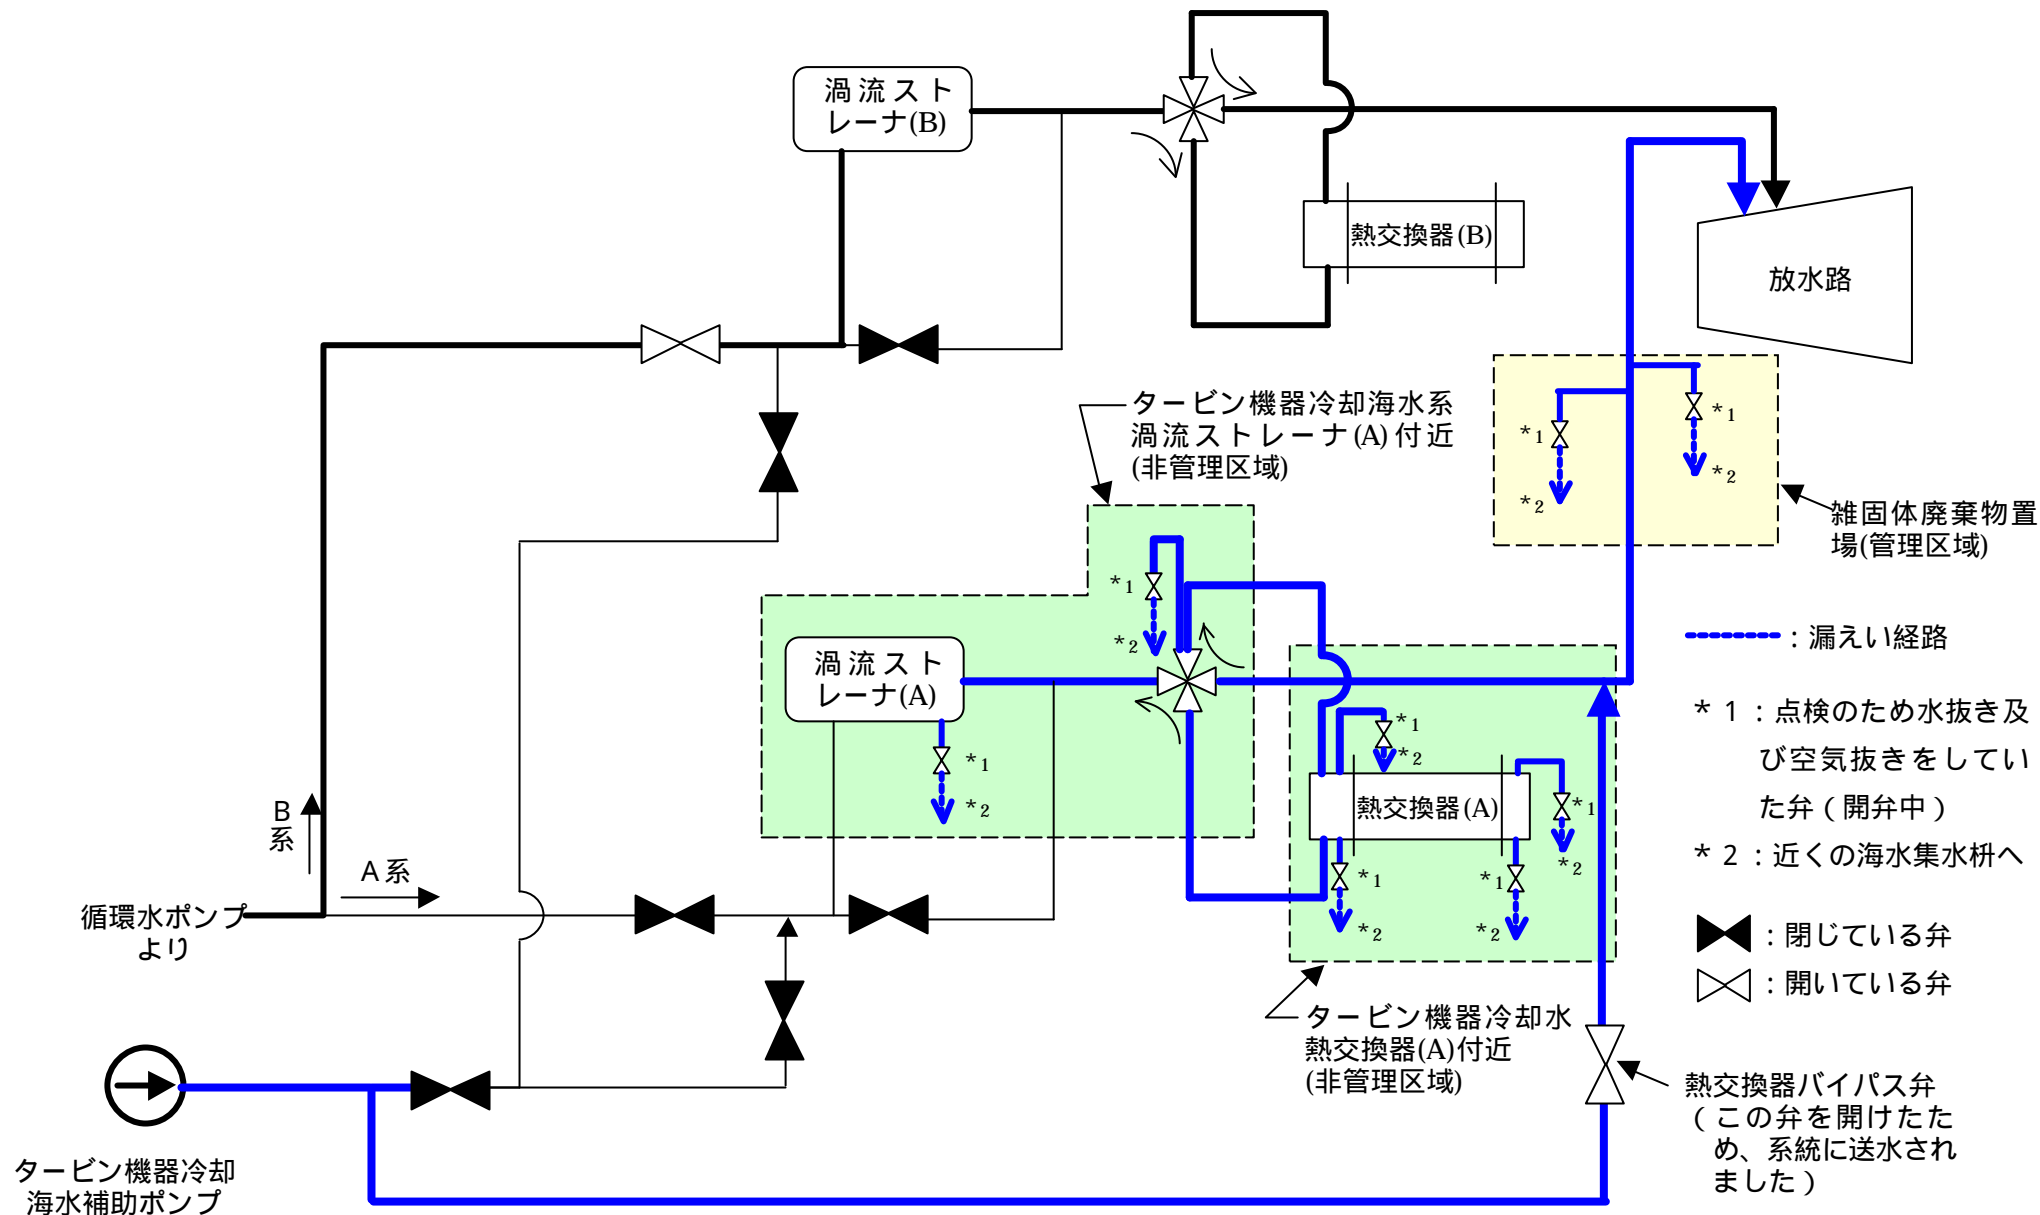 渦流スト
レーナ(B)
熱交換器(B)
放水路
タービン機器冷却海水系
渦流ストレーナ(A)付近
(非管理区域)
*1
*2
*1
*2
雑固体廃棄物置
場(管理区域)
*1
*2
渦流スト
レーナ(A)
*1
*2
*1
*2
熱交換器(A)
*1
*2
*1
*2
*1
*2
:漏えい経路
*1:点検のため水抜き及
び空気抜きをしてい
た弁(開弁中)
*2:近くの海水集水枡へ
:閉じている弁
:開いている弁
B
系
A系
循環水ポンプ
より
タービン機器冷却水
熱交換器(A)付近
(非管理区域)
熱交換器バイパス弁
(この弁を開けたた
め、系統に送水され
ました)
タービン機器冷却
海水補助ポンプ